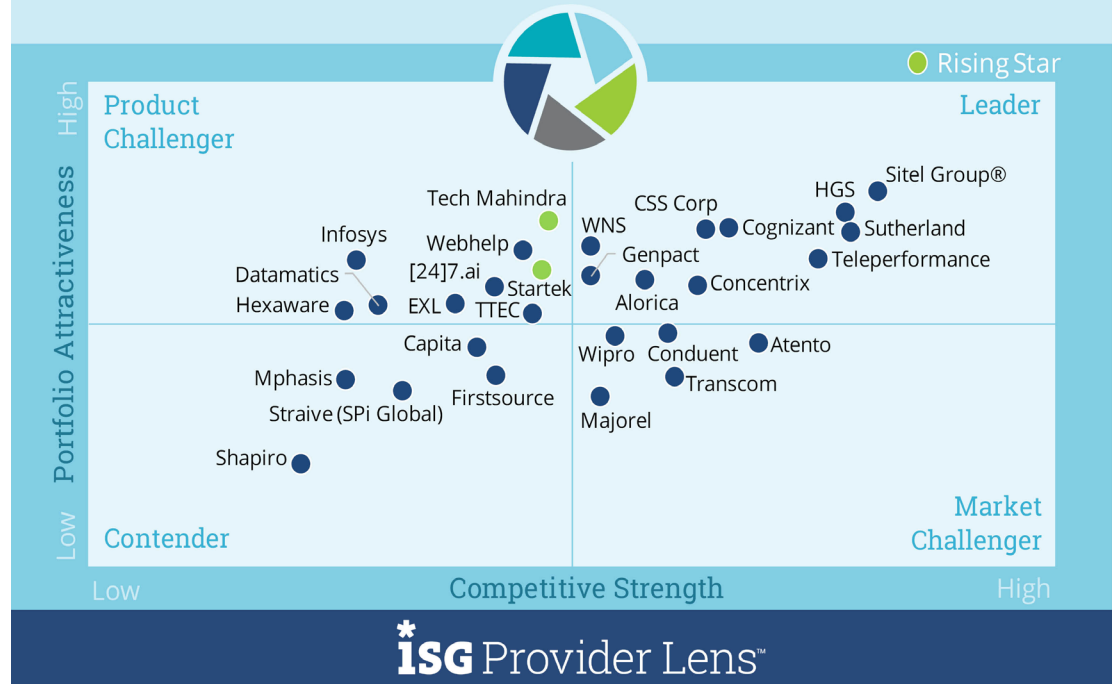 Rising Star
High
Product
Challenger
Leader
Sitel Group®
HGS
Tech Mahindra
CSS Corp
WNS
Cognizant
Sutherland
Infosys
Webhelp
Genpact
Teleperformance
Datamatics
[24]7.ai
Startek
Concentrix
Hexaware
EXL
TTEC
Alorica
Portfolio Attractiveness
Capita
Wipro
Conduent
Atento
Mphasis
Firstsource
Transcom
Straive (SPi Global)
Majorel
Shapiro
Low
Contender
Market
Challenger
Low
Competitive Strength
High
*iSG Provider Lens™